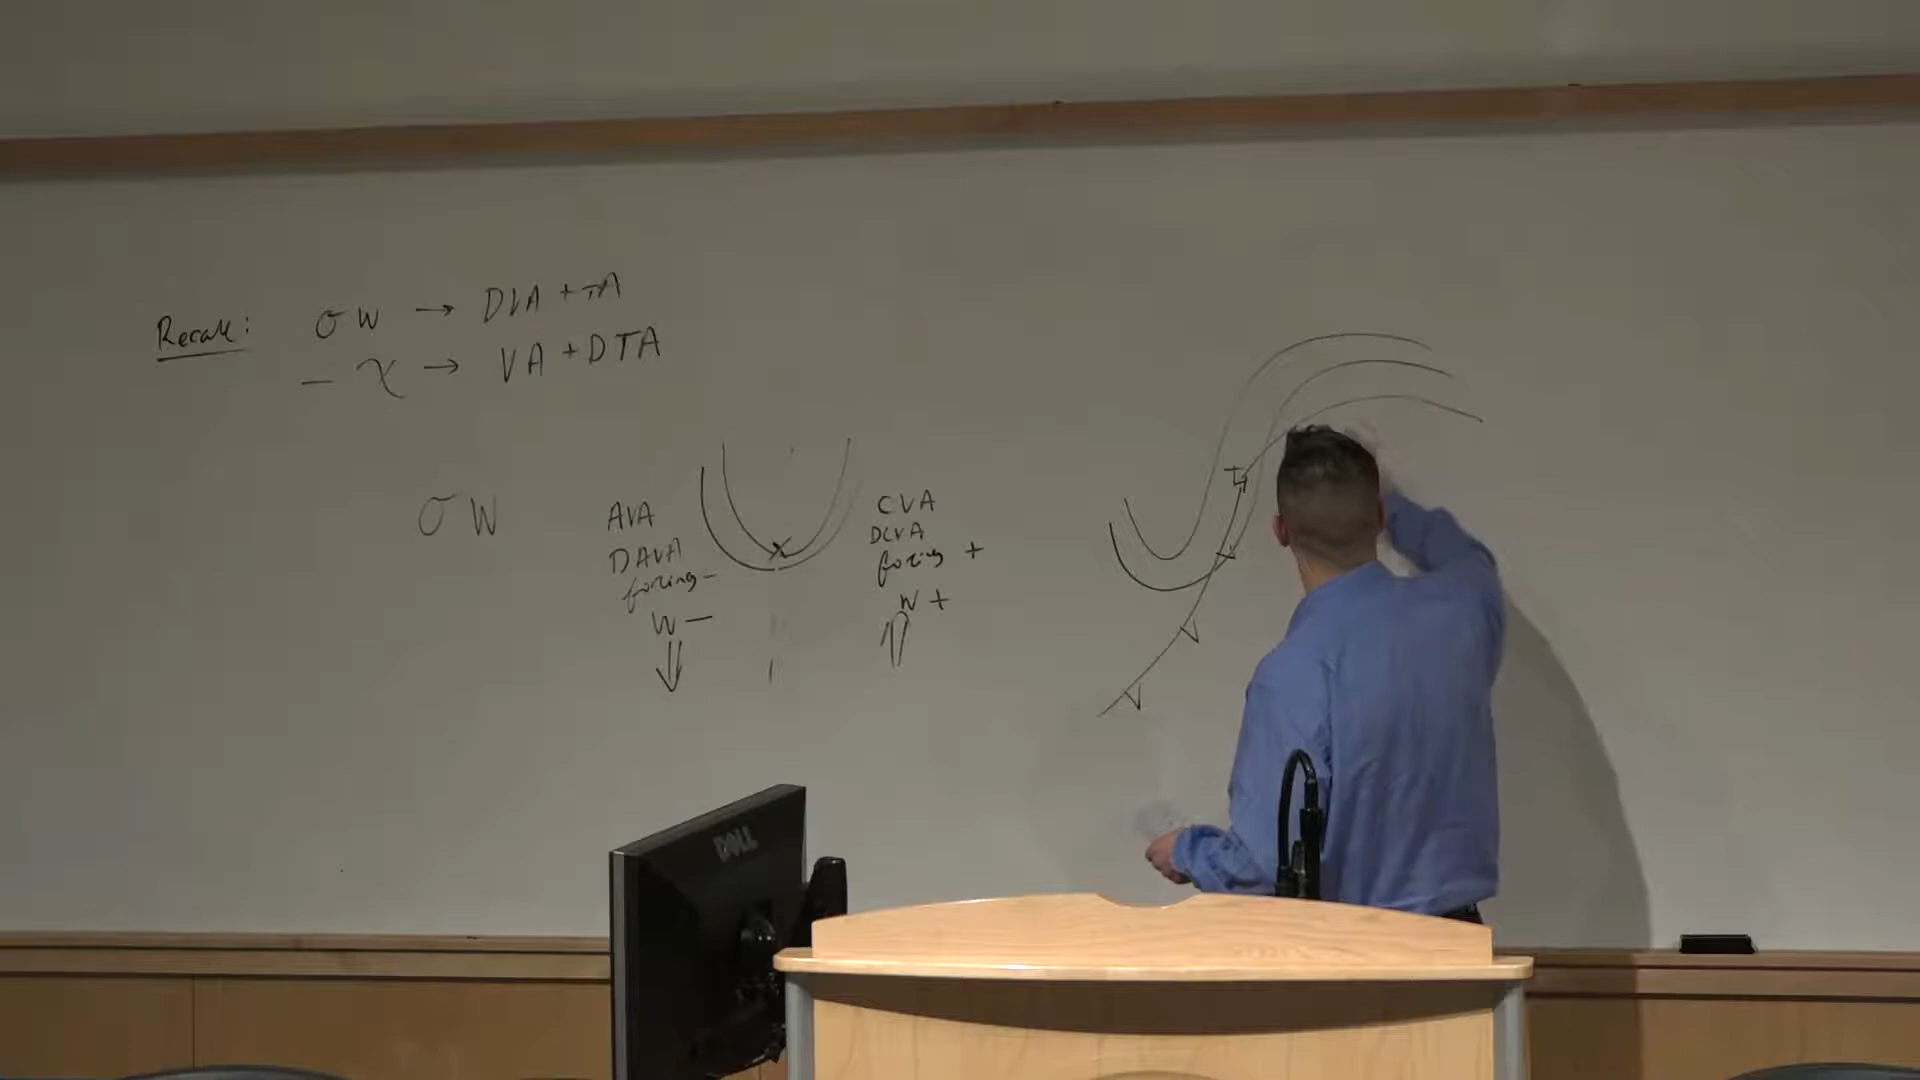 Recall: σ W → DVA + TA
− χ → VA + DTA
σ W
AVA
DAVA
forcing −
W −
CVA
DCVA
forcing +
W +
L
DELL